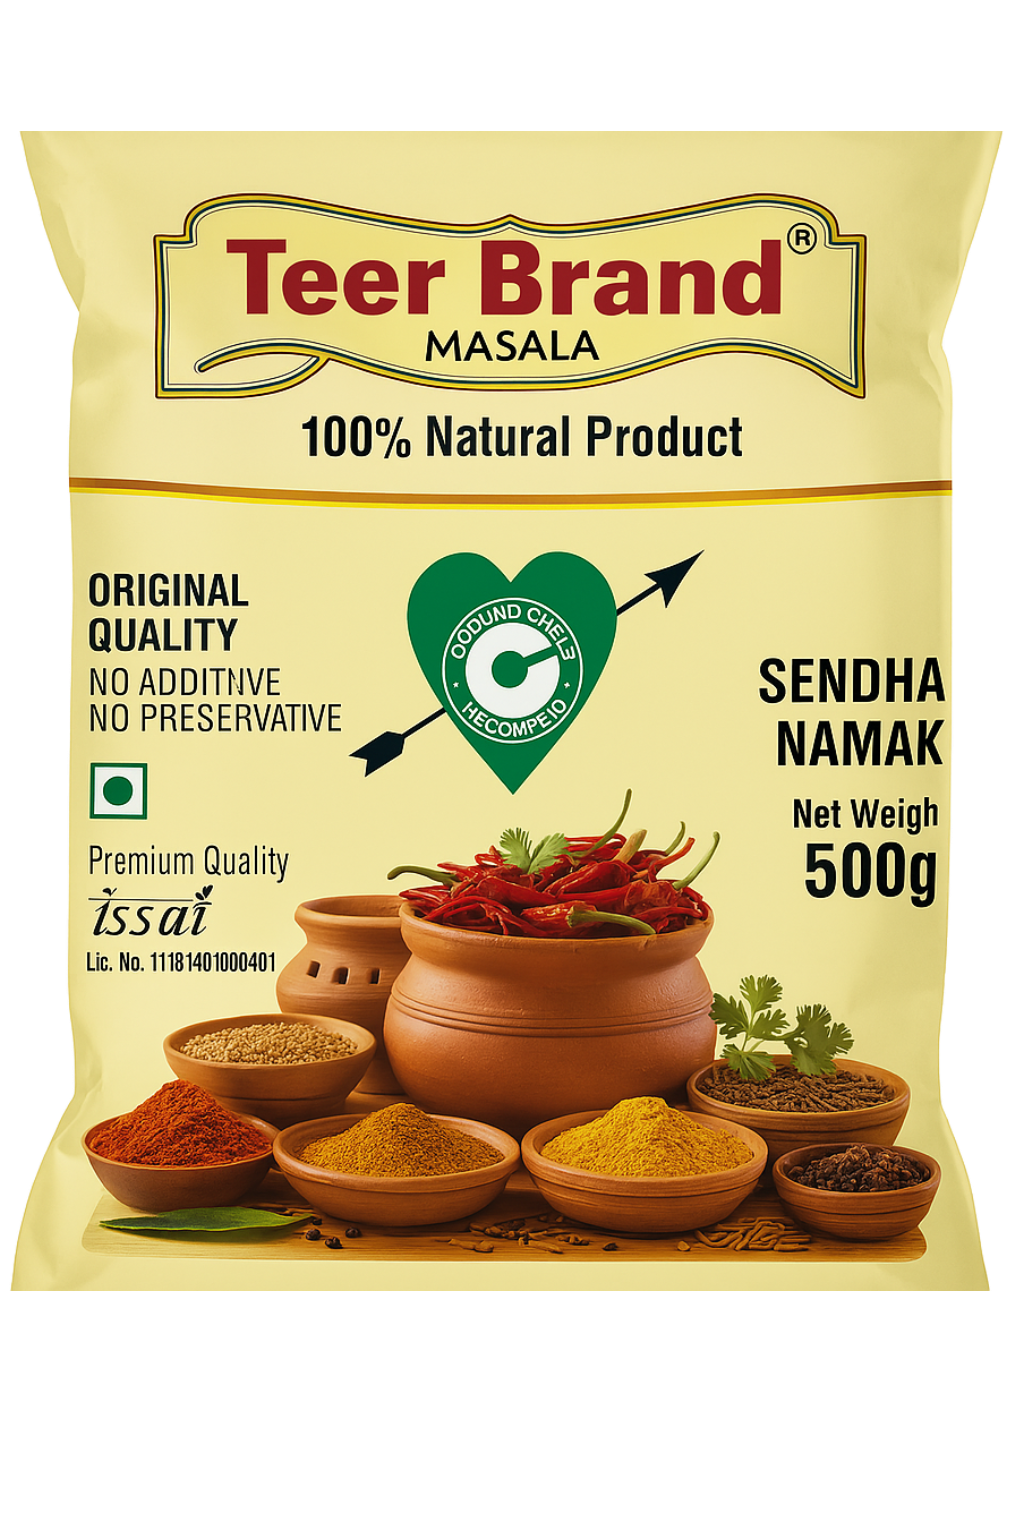 Teer Brand®
MASALA
100% Natural Product
ORIGINAL
QUALITY
NO ADDITNVE
NO PRESERVATIVE
OODUND CHEL3
HECOMPEIO
SENDHA
NAMAK
Net Weigh
500g
Premium Quality
issai
Lic. No. 11181401000401